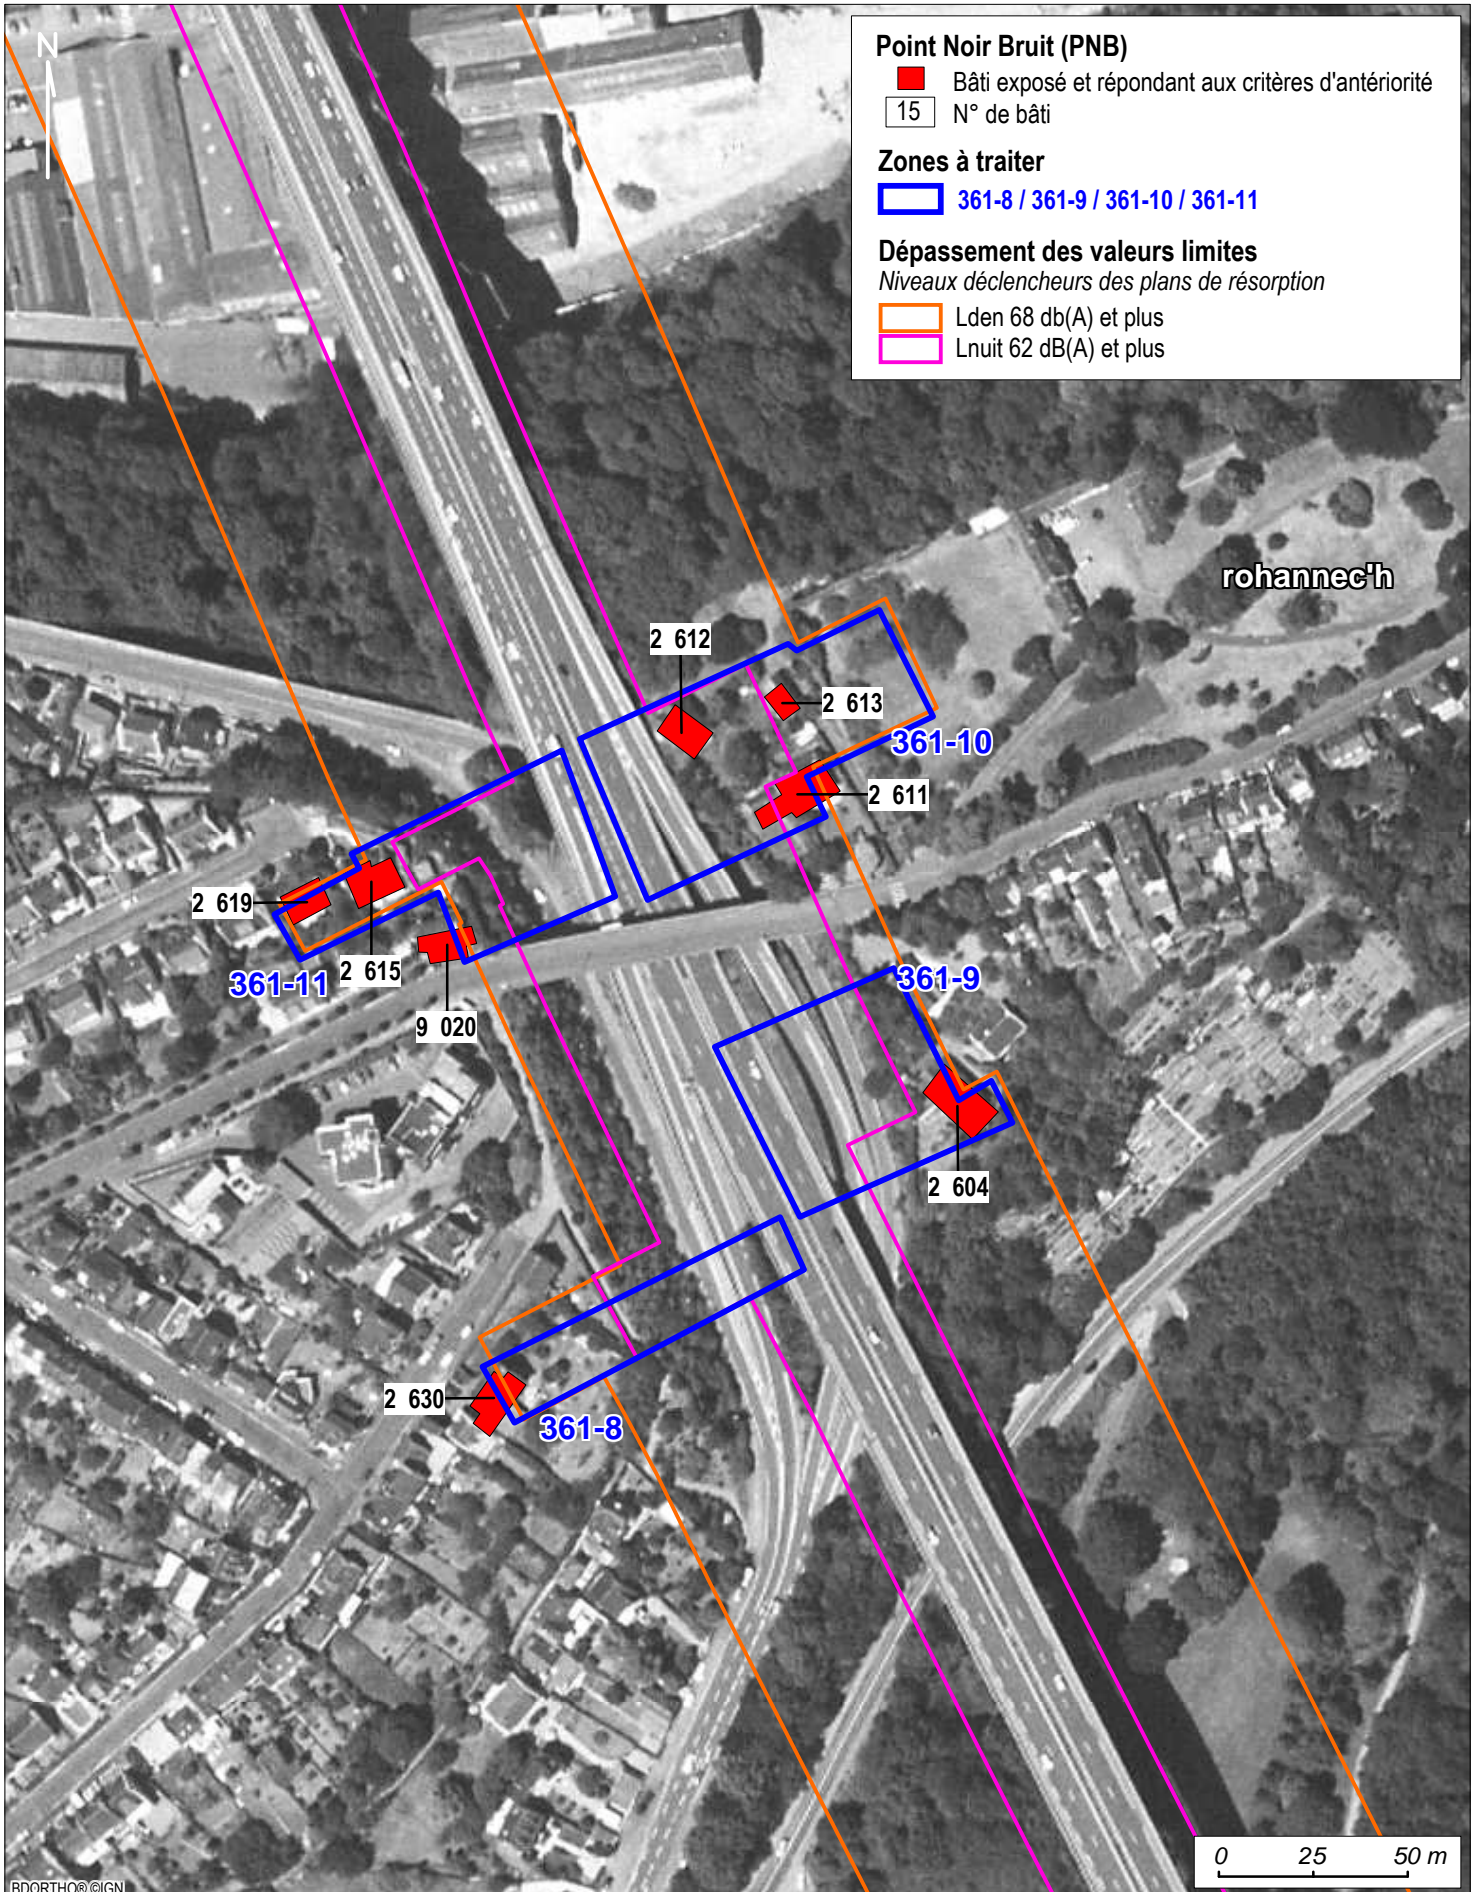 N
Point Noir Bruit (PNB)
Bâti exposé et répondant aux critères d'antériorité
15 N° de bâti
Zones à traiter
361-8 / 361-9 / 361-10 / 361-11
Dépassement des valeurs limites
Niveaux déclencheurs des plans de résorption
Lden 68 db(A) et plus
Lnuit 62 dB(A) et plus
rohannec'h
2 612
2 613
361-10
2 611
2 619
2 615
361-11
361-9
9 020
2 604
2 630
361-8
0 25 50 m
BDORTHO® ©IGN